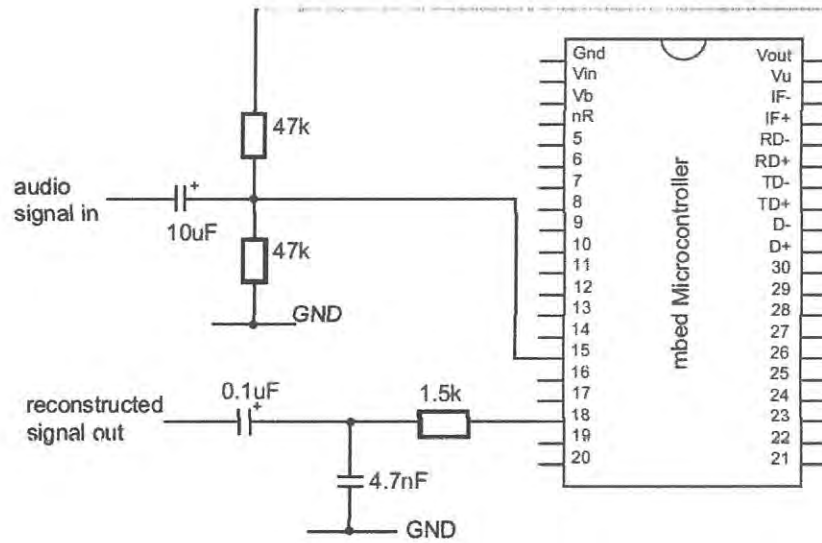 47k
audio
signal in
+
10uF
47k
GND
reconstructed
signal out
0.1uF
+
1.5k
4.7nF
GND
mbed Microcontroller
Gnd
Vin
Vb
nR
5
6
7
8
9
10
11
12
13
14
15
16
17
18
19
20
Vout
Vu
IF-
IF+
RD-
RD+
TD-
TD+
D-
D+
30
29
28
27
26
25
24
23
22
21